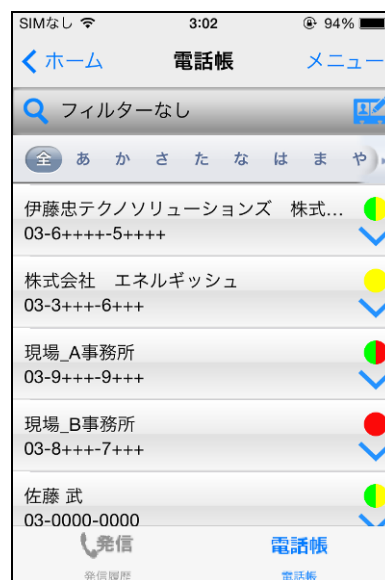 SIMなし 3:02 94%
ホーム 電話帳 メニュー
フィルターなし
全 あ か さ た な は ま や
伊藤忠テクノソリューションズ 株式...
03-6++++-5++++
株式会社 エネルギッシュ
03-3+++-6+++
現場_A事務所
03-9+++-9+++
現場_B事務所
03-8+++-7+++
佐藤 武
03-0000-0000
発信 電話帳
発信履歴 電話帳